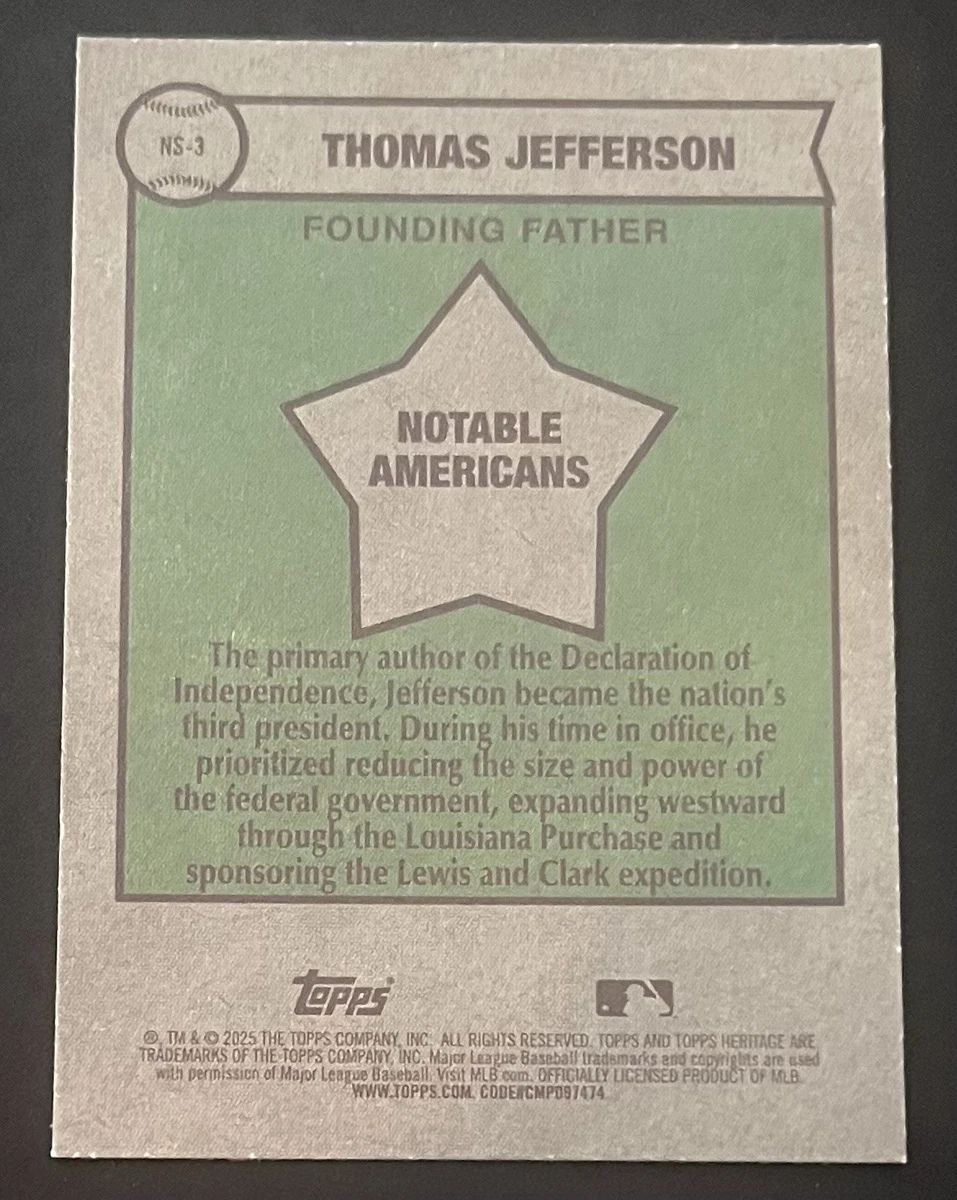 NS-3
THOMAS JEFFERSON
FOUNDING FATHER
NOTABLE
AMERICANS
The primary author of the Declaration of
Independence, Jefferson became the nation's
third president. During his time in office, he
prioritized reducing the size and power of
the federal government, expanding westward
through the Louisiana Purchase and
sponsoring the Lewis and Clark expedition.
Topps®
®, TM & © 2025 THE TOPPS COMPANY, INC. ALL RIGHTS RESERVED. TOPPS AND TOPPS HERITAGE ARE
TRADEMARKS OF THE TOPPS COMPANY, INC. Major League Baseball trademarks and copyrights are used
with permission of Major League Baseball. Visit MLB.com. OFFICIALLY LICENSED PRODUCT OF MLB.
WWW.TOPPS.COM. CODE#CMP097474